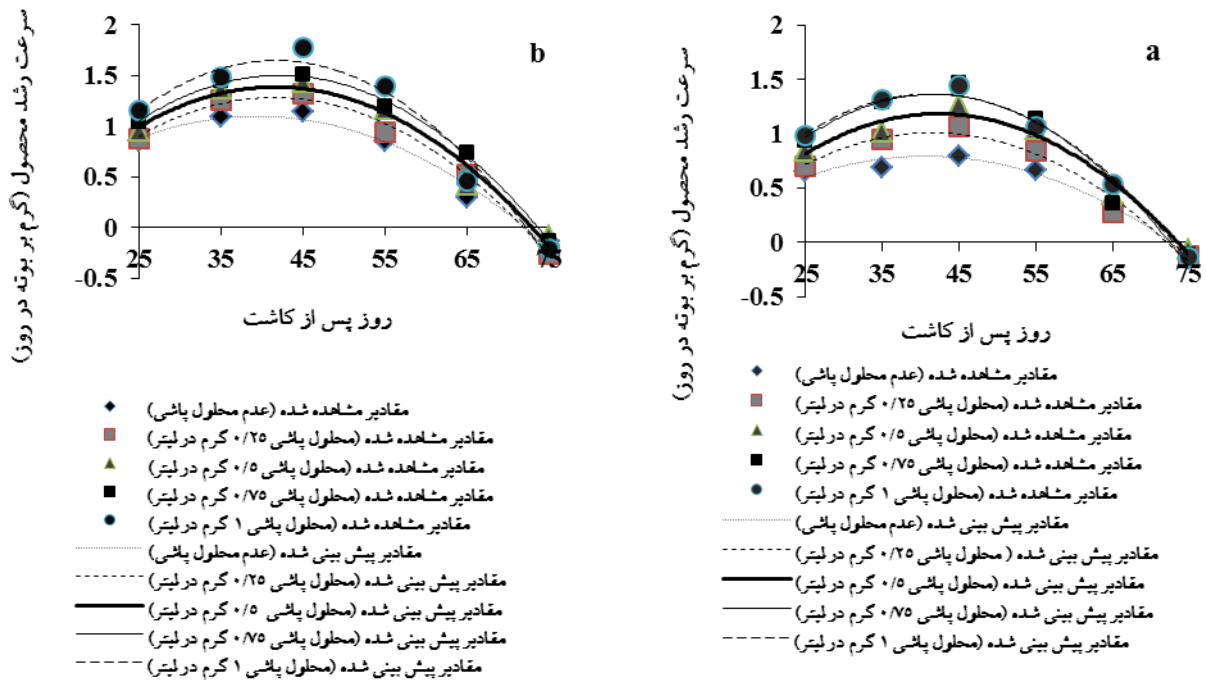 a
سرعت رشد محصول (گرم بر بوته در روز)
2
1.5
1
0.5
0
-0.5
25
35
45
55
65
75
روز پس از کاشت
مقادیر مشاهده شده (عدم محلول پاشی)
مقادیر مشاهده شده (محلول پاشی ۰/۲۵ گرم در لیتر)
مقادیر مشاهده شده (محلول پاشی ۰/۵ گرم در لیتر)
مقادیر مشاهده شده (محلول پاشی ۰/۷۵ گرم در لیتر)
مقادیر مشاهده شده (محلول پاشی ۱ گرم در لیتر)
مقادیر پیش بینی شده (عدم محلول پاشی)
مقادیر پیش بینی شده ( محلول پاشی ۰/۲۵ گرم در لیتر)
مقادیر پیش بینی شده (محلول پاشی ۰/۵ گرم در لیتر)
مقادیر پیش بینی شده (محلول پاشی ۰/۷۵ گرم در لیتر)
مقادیر پیش بینی شده (محلول پاشی ۱ گرم در لیتر)
b
سرعت رشد محصول (گرم بر بوته در روز)
2
1.5
1
0.5
0
-0.5
25
35
45
55
65
75
روز پس از کاشت
مقادیر مشاهده شده (عدم محلول پاشی)
مقادیر مشاهده شده (محلول پاشی ۰/۲۵ گرم در لیتر)
مقادیر مشاهده شده (محلول پاشی ۰/۵ گرم در لیتر)
مقادیر مشاهده شده (محلول پاشی ۰/۷۵ گرم در لیتر)
مقادیر مشاهده شده (محلول پاشی ۱ گرم در لیتر)
مقادیر پیش بینی شده (عدم محلول پاشی)
مقادیر پیش بینی شده (محلول پاشی ۰/۲۵ گرم در لیتر)
مقادیر پیش بینی شده (محلول پاشی ۰/۵ گرم در لیتر)
مقادیر پیش بینی شده (محلول پاشی ۰/۷۵ گرم در لیتر)
مقادیر پیش بینی شده (محلول پاشی ۱ گرم در لیتر)